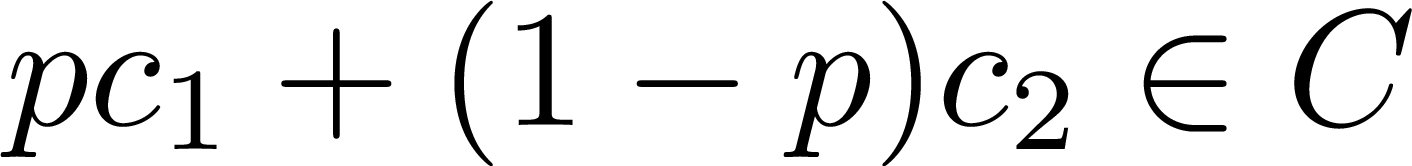 pc₁ + (1 − p)c₂ ∈ C